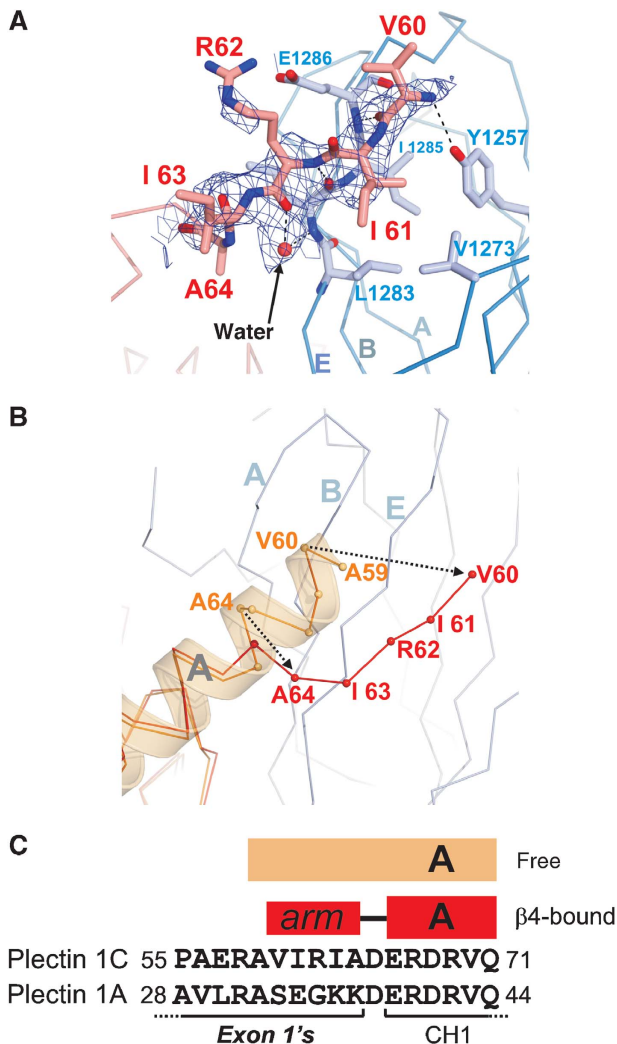 A
V60
R62
E1286
Y1257
I 1285
I 63
I 61
V1273
A64
L1283
Water
A
B
E
B
A
B
E
V60
A59
V60
A64
I 61
R62
A
A64
I 63
C
A Free
arm A β4-bound
Plectin 1C 55 PAERAVIRIADERDRVQ 71
Plectin 1A 28 AVLRASEGKKDERDRVQ 44
Exon 1's CH1